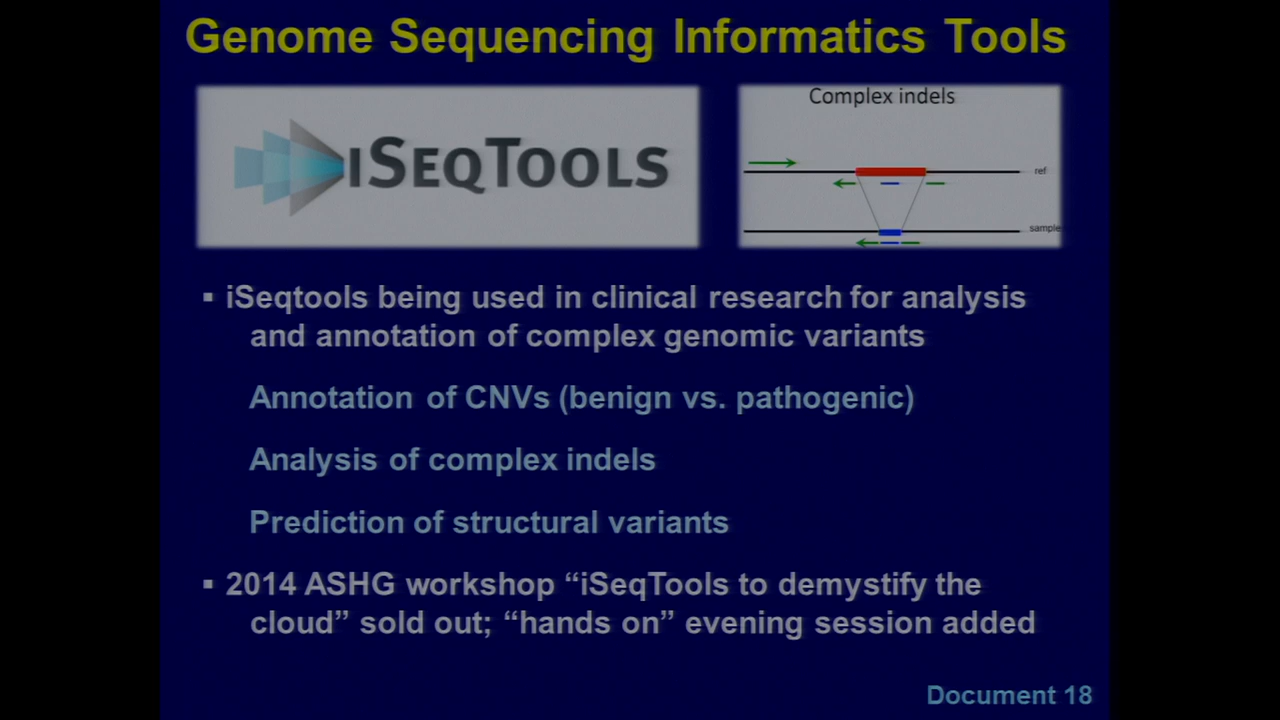 Genome Sequencing Informatics Tools
iSeqTools
Complex indels
ref
sample
▪ iSeqtools being used in clinical research for analysis
and annotation of complex genomic variants
Annotation of CNVs (benign vs. pathogenic)
Analysis of complex indels
Prediction of structural variants
▪ 2014 ASHG workshop “iSeqTools to demystify the
cloud” sold out; “hands on” evening session added
Document 18